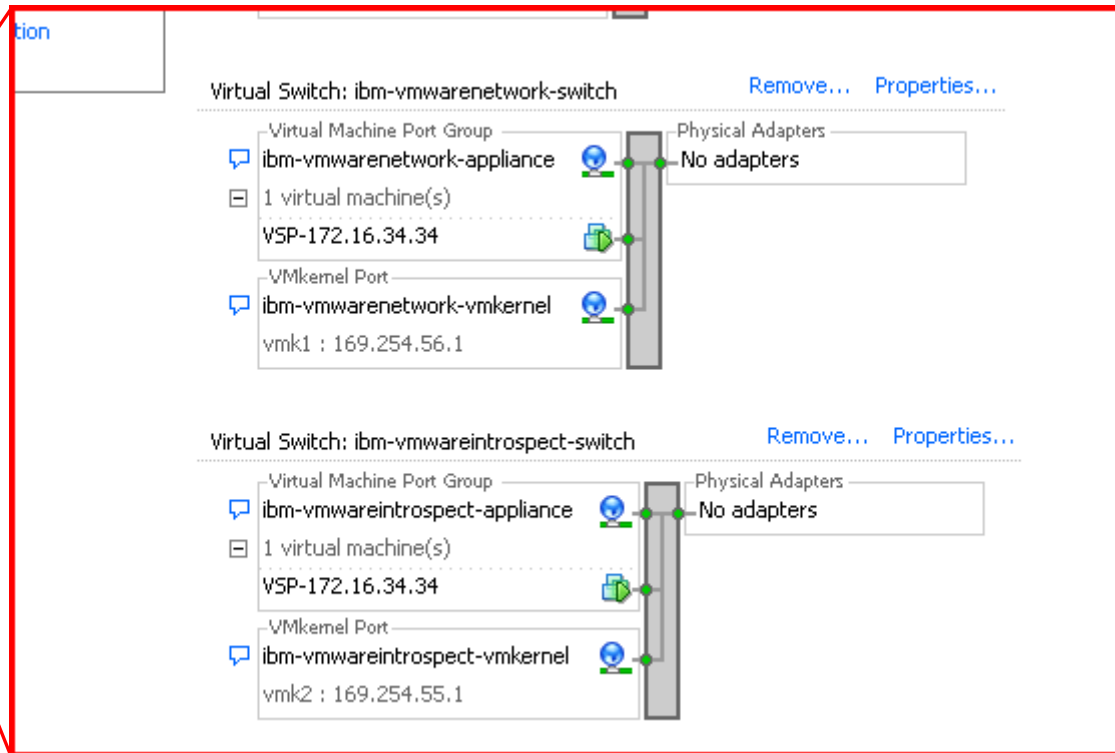 tion
Virtual Switch: ibm-vmwarenetwork-switch Remove... Properties...
Virtual Machine Port Group Physical Adapters
ibm-vmwarenetwork-appliance No adapters
1 virtual machine(s)
VSP-172.16.34.34
VMkernel Port
ibm-vmwarenetwork-vmkernel
vmk1 : 169.254.56.1
Virtual Switch: ibm-vmwareintrospect-switch Remove... Properties...
Virtual Machine Port Group Physical Adapters
ibm-vmwareintrospect-appliance No adapters
1 virtual machine(s)
VSP-172.16.34.34
VMkernel Port
ibm-vmwareintrospect-vmkernel
vmk2 : 169.254.55.1